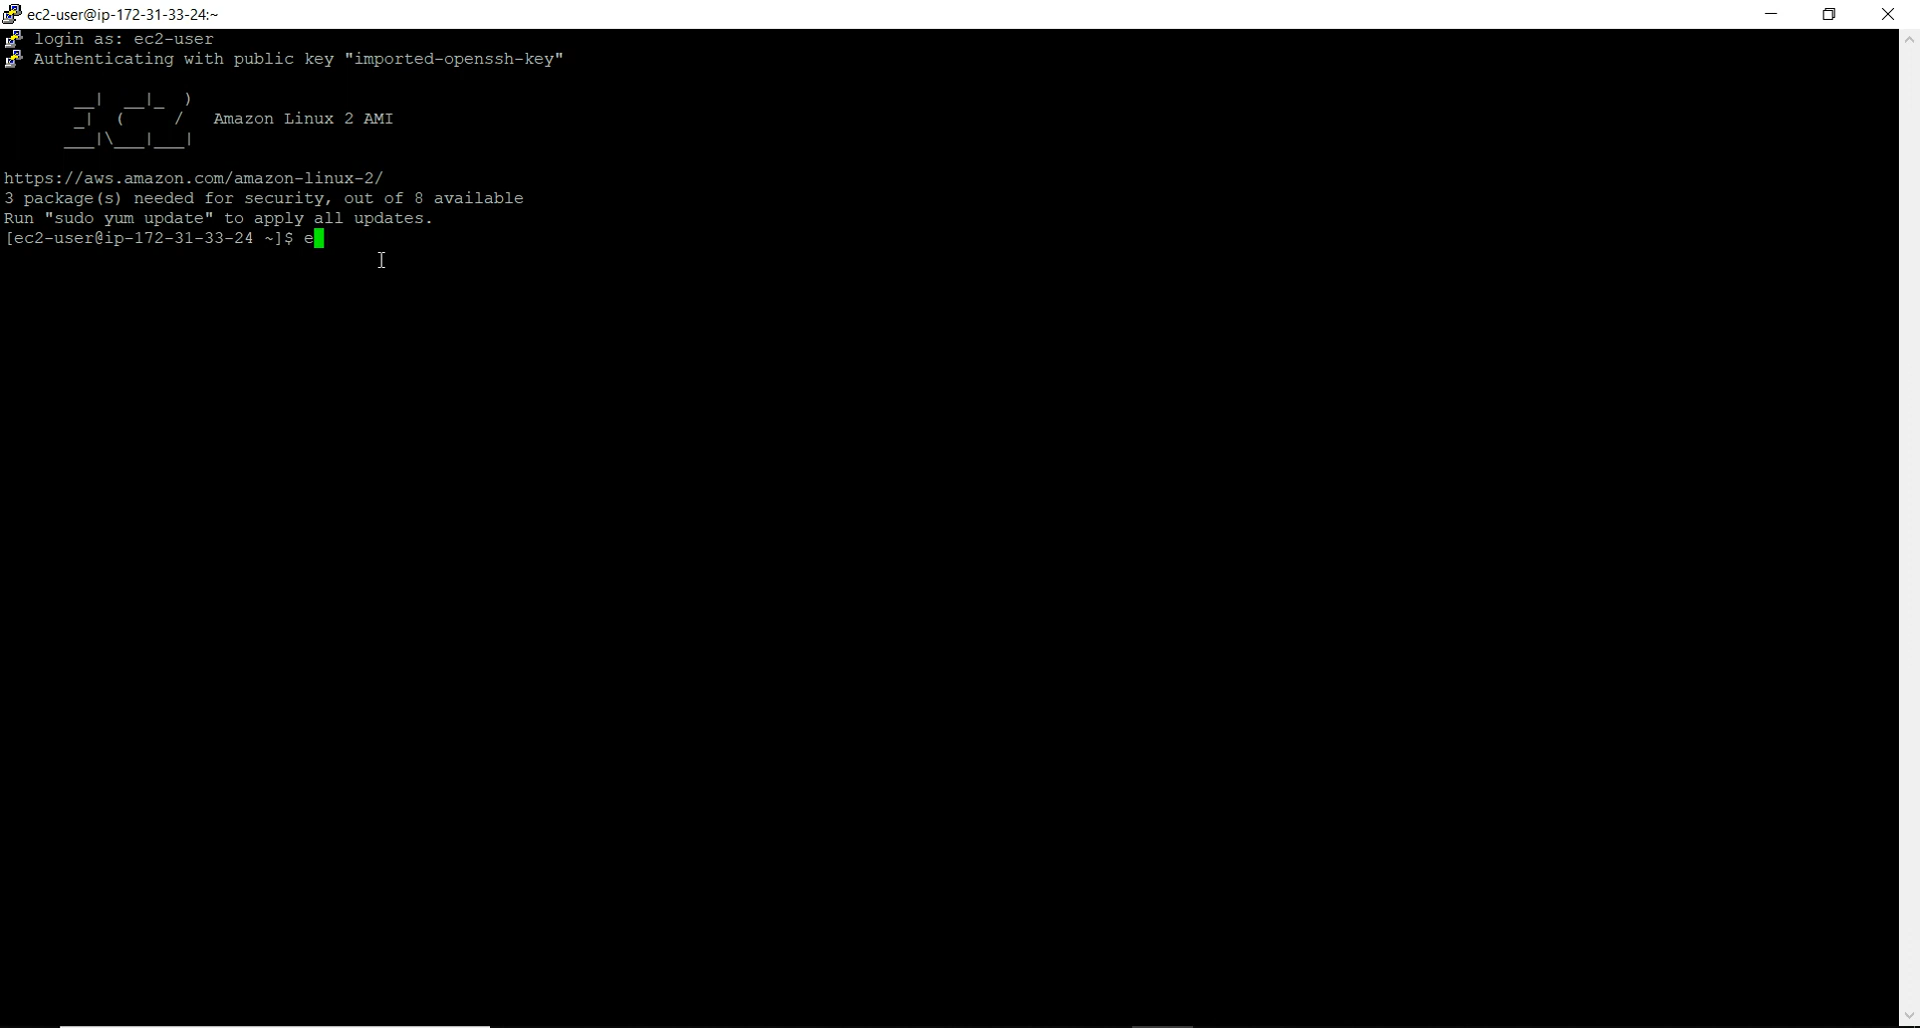 ec2-user@ip-172-31-33-24:~
login as: ec2-user
Authenticating with public key "imported-openssh-key"
       __|  __|_  )
       _|  (     /   Amazon Linux 2 AMI
      ___|\___|___|
https://aws.amazon.com/amazon-linux-2/
3 package(s) needed for security, out of 8 available
Run "sudo yum update" to apply all updates.
[ec2-user@ip-172-31-33-24 ~]$ e